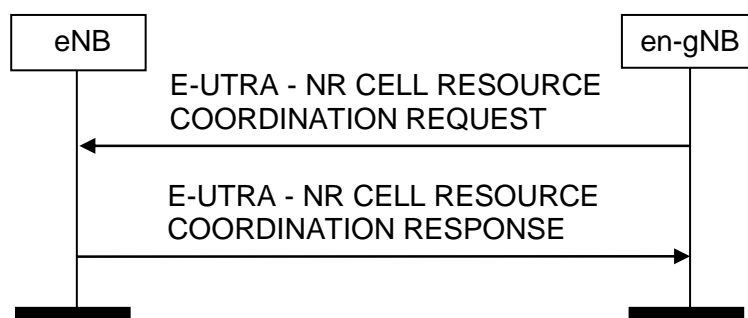 eNB
en-gNB
E-UTRA - NR CELL RESOURCE
COORDINATION REQUEST
E-UTRA - NR CELL RESOURCE
COORDINATION RESPONSE